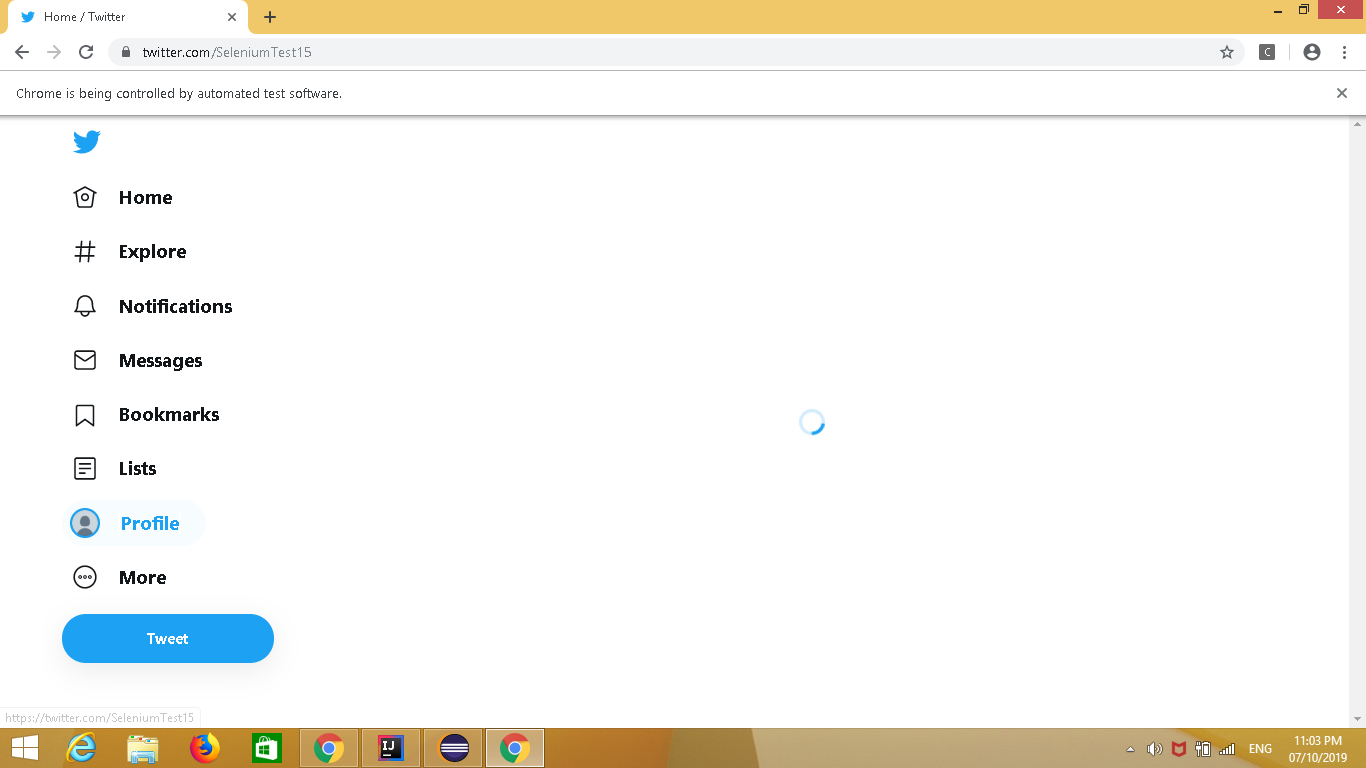 Home / Twitter
twitter.com/SeleniumTest15
C
Chrome is being controlled by automated test software.
Home
Explore
Notifications
Messages
Bookmarks
Lists
Profile
More
Tweet
https://twitter.com/SeleniumTest15
IJ
ENG
11:03 PM
07/10/2019